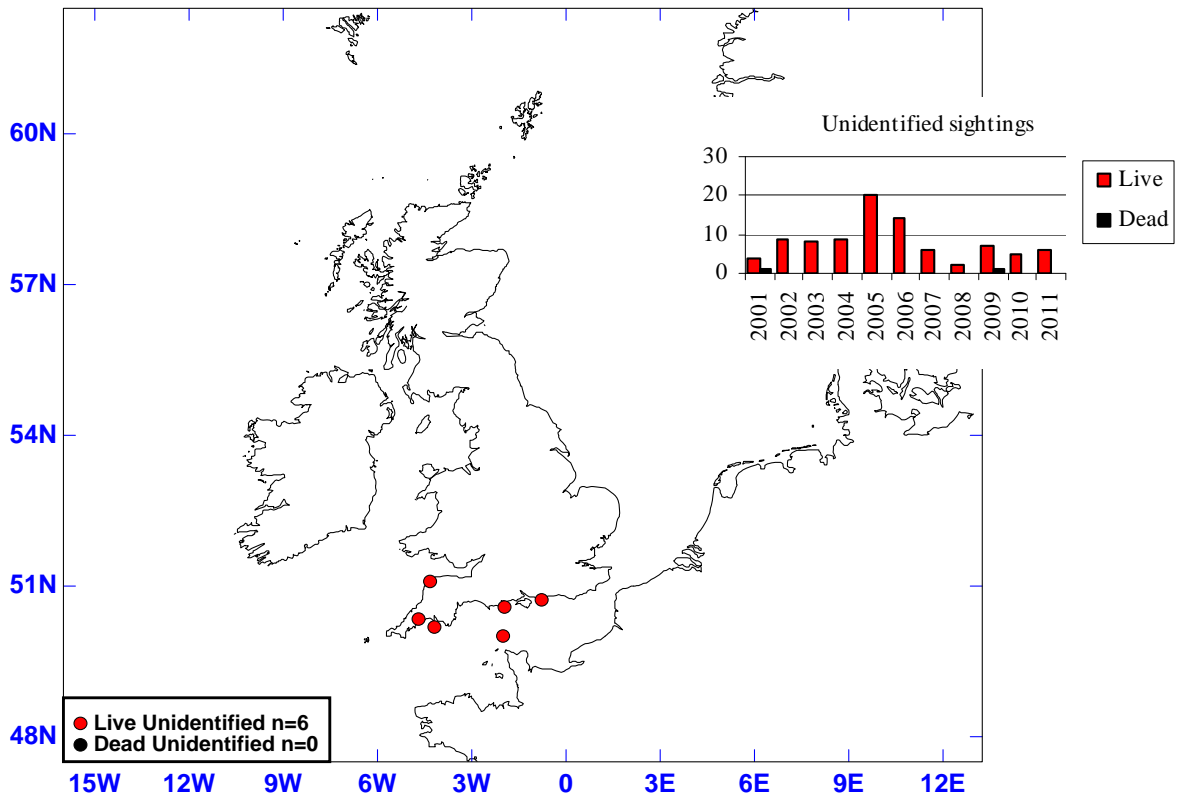 60N
57N
54N
51N
48N
15W 12W 9W 6W 3W 0 3E 6E 9E 12E
Unidentified sightings
30
20
10
0
2001 2002 2003 2004 2005 2006 2007 2008 2009 2010 2011
Live
Dead
Live Unidentified n=6
Dead Unidentified n=0